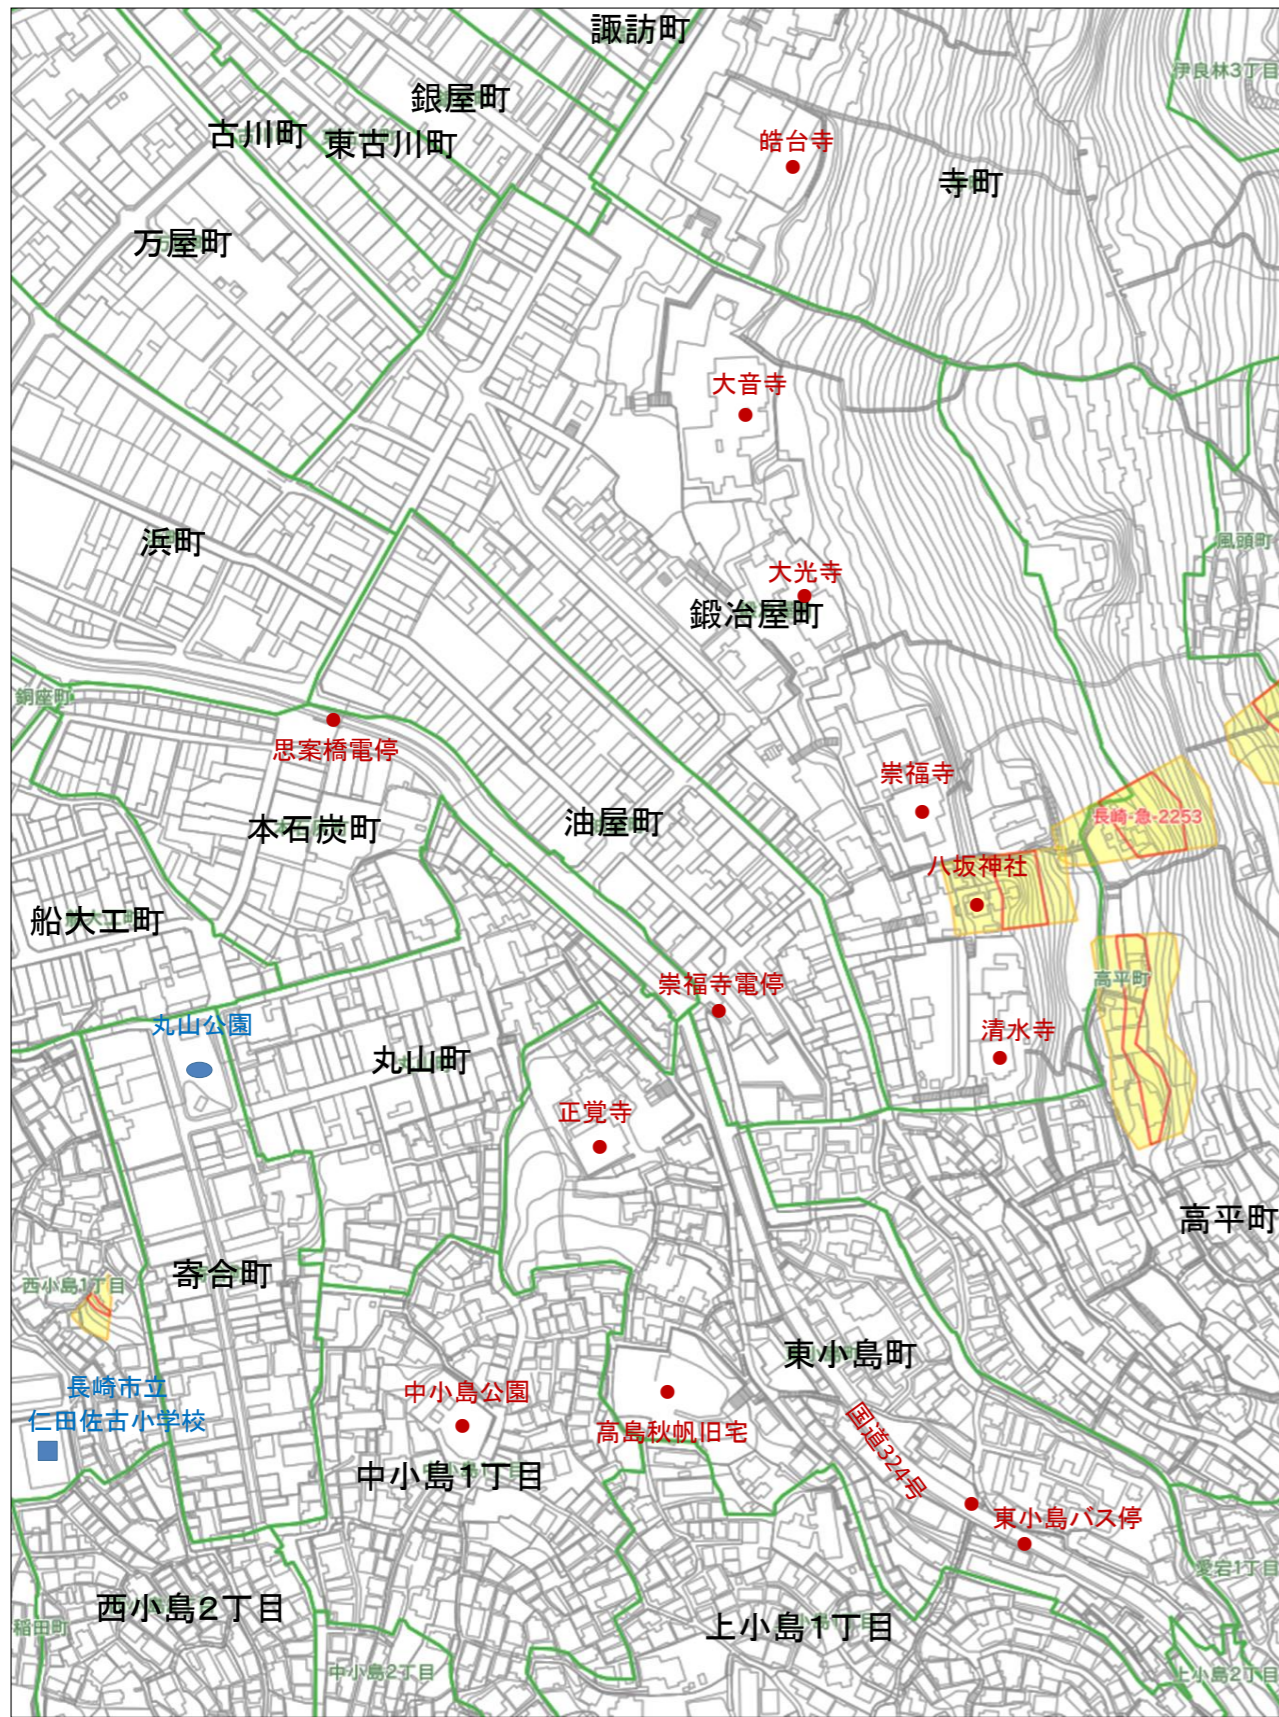 諏訪町
伊良林3丁目
銀屋町
古川町
東古川町
皓台寺
寺町
万屋町
大音寺
浜町
風頭町
大光寺
鍛冶屋町
銅座町
思案橋電停
崇福寺
長崎-急-2253
本石炭町
油屋町
八坂神社
船大工町
高平町
崇福寺電停
丸山公園
清水寺
丸山町
正覚寺
高平町
寄合町
西小島1丁目
東小島町
長崎市立
仁田佐古小学校
中小島公園
高島秋帆旧宅
国道324号
中小島1丁目
東小島バス停
愛宕1丁目
西小島2丁目
稲田町
上小島1丁目
中小島2丁目
上小島2丁目